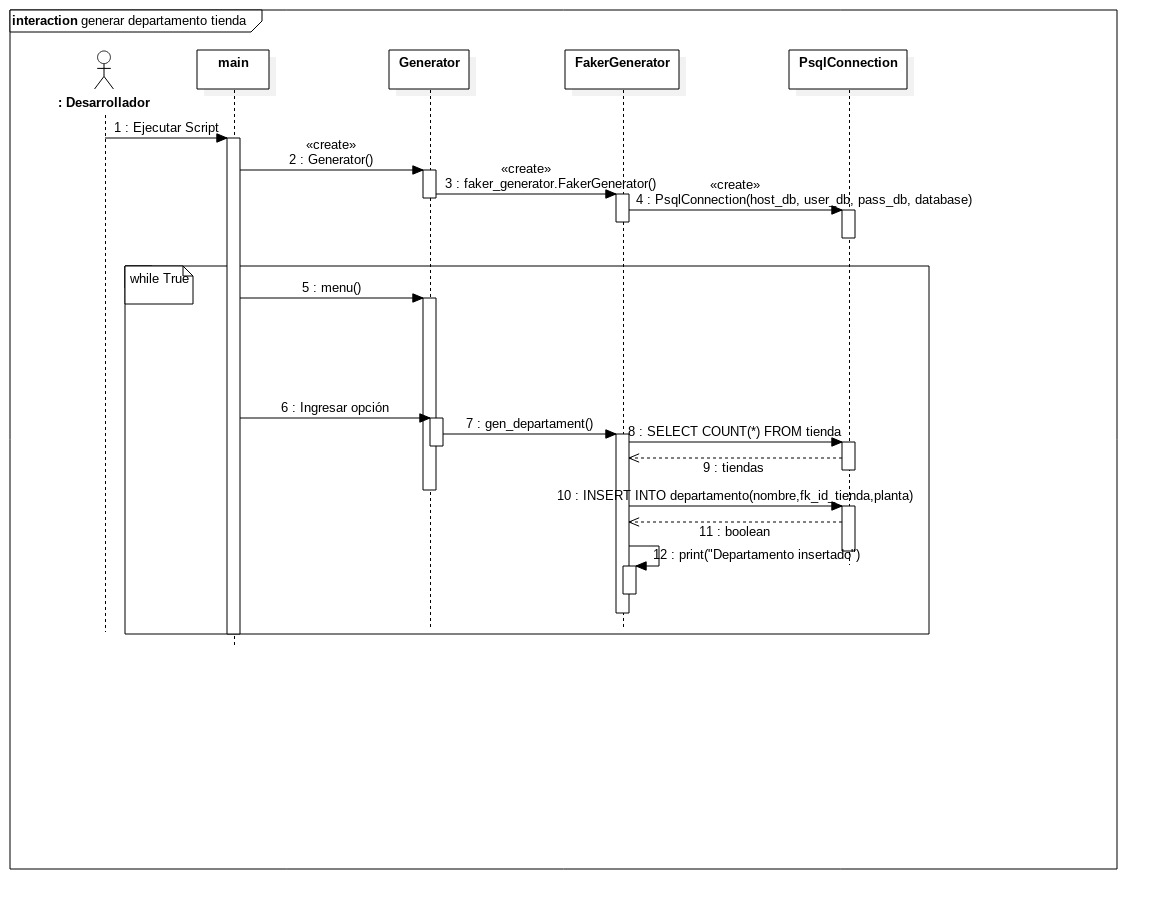 interaction generar departamento tienda
main
Generator
FakerGenerator
PsqlConnection
: Desarrollador
1 : Ejecutar Script
«create»
2 : Generator()
«create»
3 : faker_generator.FakerGenerator()
«create»
4 : PsqlConnection(host_db, user_db, pass_db, database)
while True
5 : menu()
6 : Ingresar opción
7 : gen_departament()
8 : SELECT COUNT(*) FROM tienda
9 : tiendas
10 : INSERT INTO departamento(nombre,fk_id_tienda,planta)
11 : boolean
12 : print("Departamento insertado")